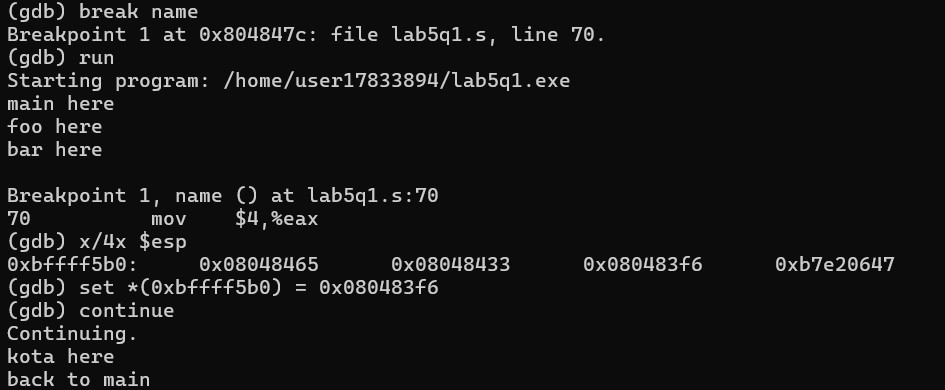 (gdb) break name
Breakpoint 1 at 0x804847c: file lab5q1.s, line 70.
(gdb) run
Starting program: /home/user17833894/lab5q1.exe
main here
foo here
bar here
Breakpoint 1, name () at lab5q1.s:70
70 mov $4,%eax
(gdb) x/4x $esp
0xbffff5b0: 0x08048465 0x08048433 0x080483f6 0xb7e20647
(gdb) set *(0xbffff5b0) = 0x080483f6
(gdb) continue
Continuing.
kota here
back to main